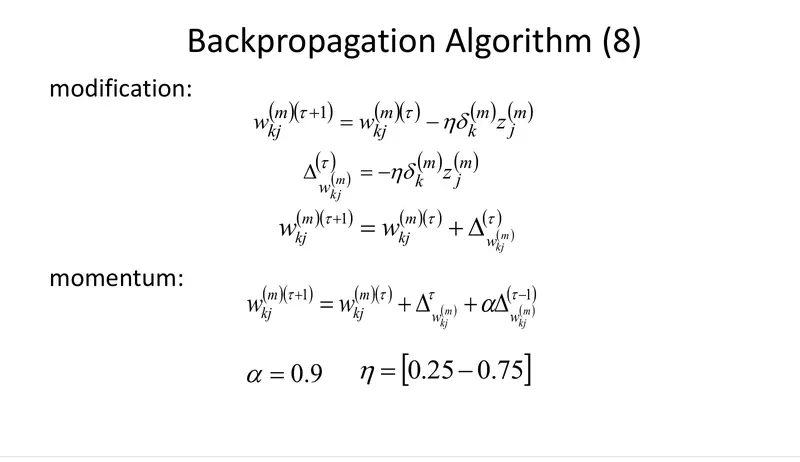 Backpropagation Algorithm (8)
modification:
w_{kj}^{(m)(τ+1)} = w_{kj}^{(m)(τ)} − ηδ_k^{(m)} z_j^{(m)}
Δ_{w_{kj}^{(m)}}^{(τ)} = −ηδ_k^{(m)} z_j^{(m)}
w_{kj}^{(m)(τ+1)} = w_{kj}^{(m)(τ)} + Δ_{w_{kj}^{(m)}}^{(τ)}
momentum:
w_{kj}^{(m)(τ+1)} = w_{kj}^{(m)(τ)} + Δ_{w_{kj}^{(m)}}^{τ} + αΔ_{w_{kj}^{(m)}}^{(τ−1)}
α = 0.9 η = [0.25 − 0.75]